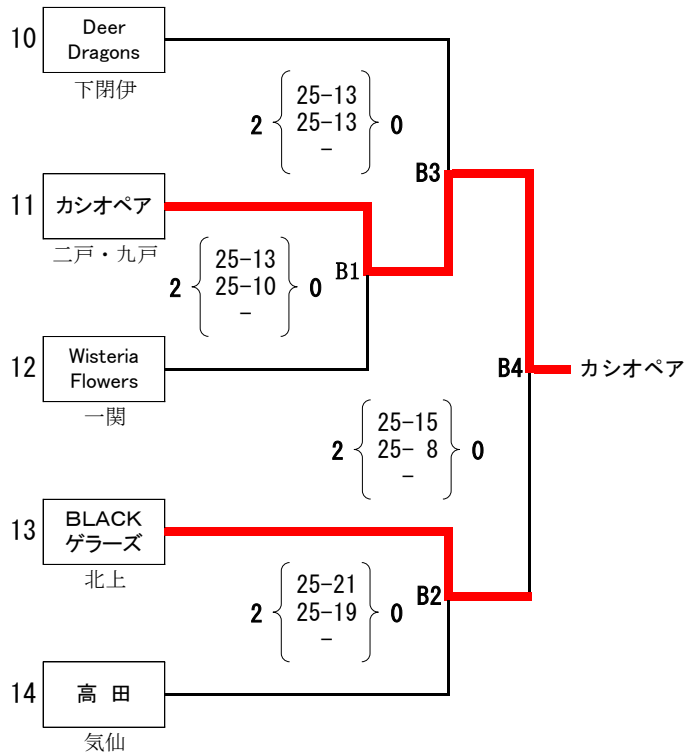 10
Deer
Dragons
下閉伊
25-13
2 25-13 0
-
B3
11
カシオペア
二戸・九戸
25-13
2 25-10 0
-
B1
12
Wisteria
Flowers
一関
B4
カシオペア
25-15
2 25- 8 0
-
13
BLACK
ゲラーズ
北上
25-21
2 25-19 0
-
B2
14
高 田
気仙